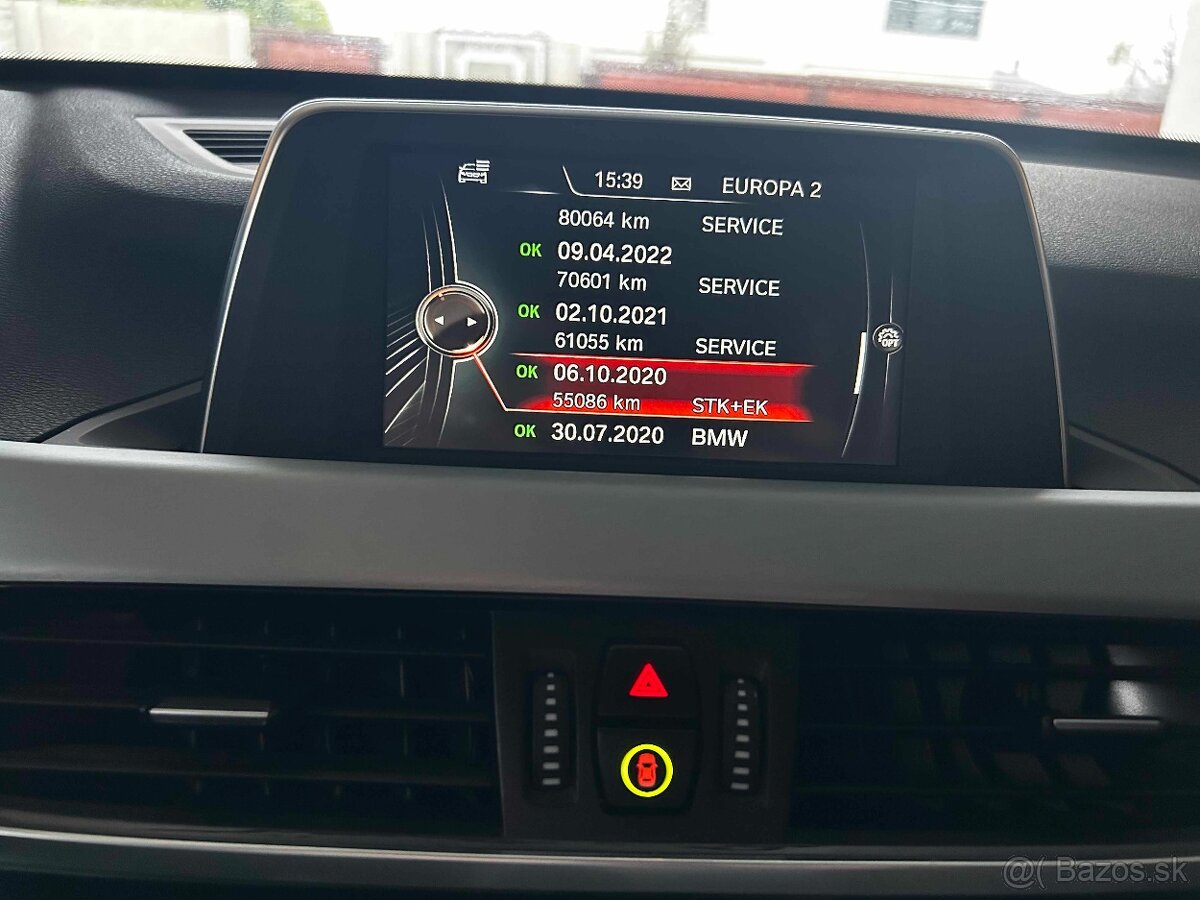 15:39 EUROPA 2
80064 km SERVICE
OK 09.04.2022
70601 km SERVICE
OK 02.10.2021
61055 km SERVICE
OK 06.10.2020
55086 km STK+EK
OK 30.07.2020 BMW
OPT
@( Bazos.sk